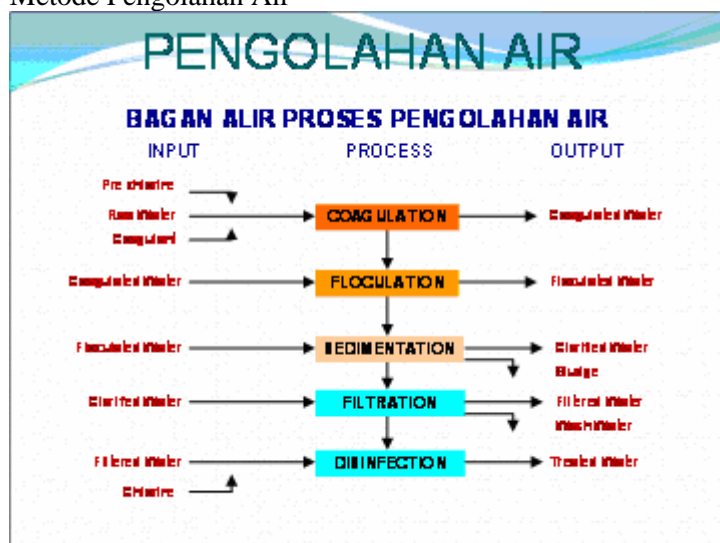 Metode Pengolahan Air
PENGOLAHAN AIR
BAGAN ALIR PROSES PENGOLAHAN AIR
INPUT PROCESS OUTPUT
Pre chlorine
Raw Water COAGULATION Coagulated Water
Coagulant
Coagulated Water FLOCULATION Flocculated Water
Flocculated Water SEDIMENTATION Clarified Water
Sludge
Clarified Water FILTRATION Filtered Water
Wash Water
Filtered Water DISINFECTION Treated Water
Chlorine